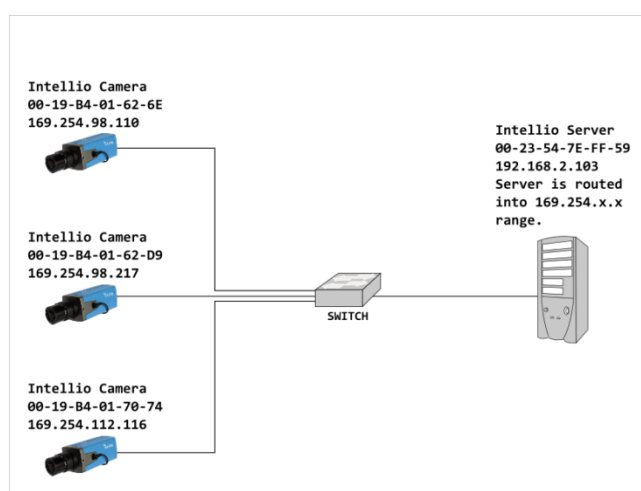 Intellio Camera
00-19-B4-01-62-6E
169.254.98.110
Intellio Camera
00-19-B4-01-62-D9
169.254.98.217
Intellio Camera
00-19-B4-01-70-74
169.254.112.116
SWITCH
Intellio Server
00-23-54-7E-FF-59
192.168.2.103
Server is routed
into 169.254.x.x
range.